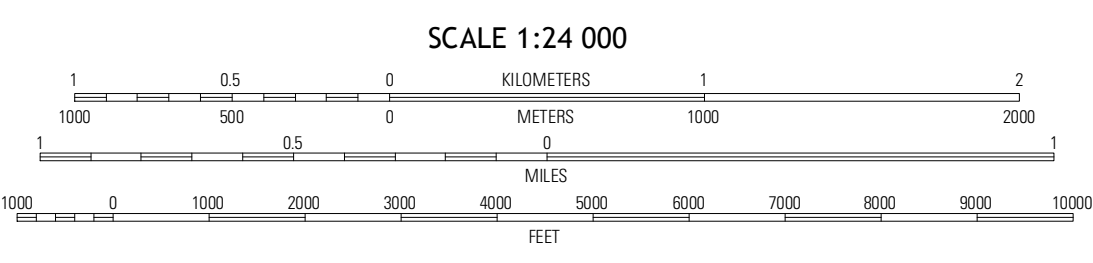 SCALE 1:24 000
1 0.5 0 KILOMETERS 1 2
1000 500 0 METERS 1000 2000
1 0.5 0 1
MILES
1000 0 1000 2000 3000 4000 5000 6000 7000 8000 9000 10000
FEET